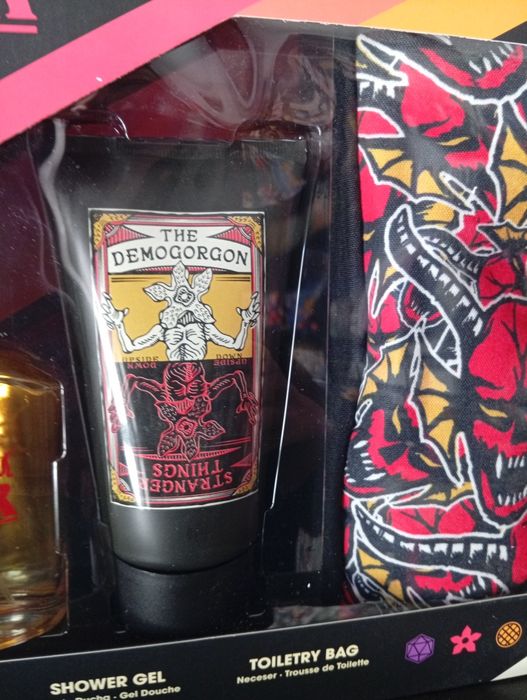 THE
DEMOGORGON
UPSIDE DOWN
UPSIDE DOWN
STRANGER
THINGS
SHOWER GEL
Ducha - Gel Douche
TOILETRY BAG
Neceser - Trousse de Toilette